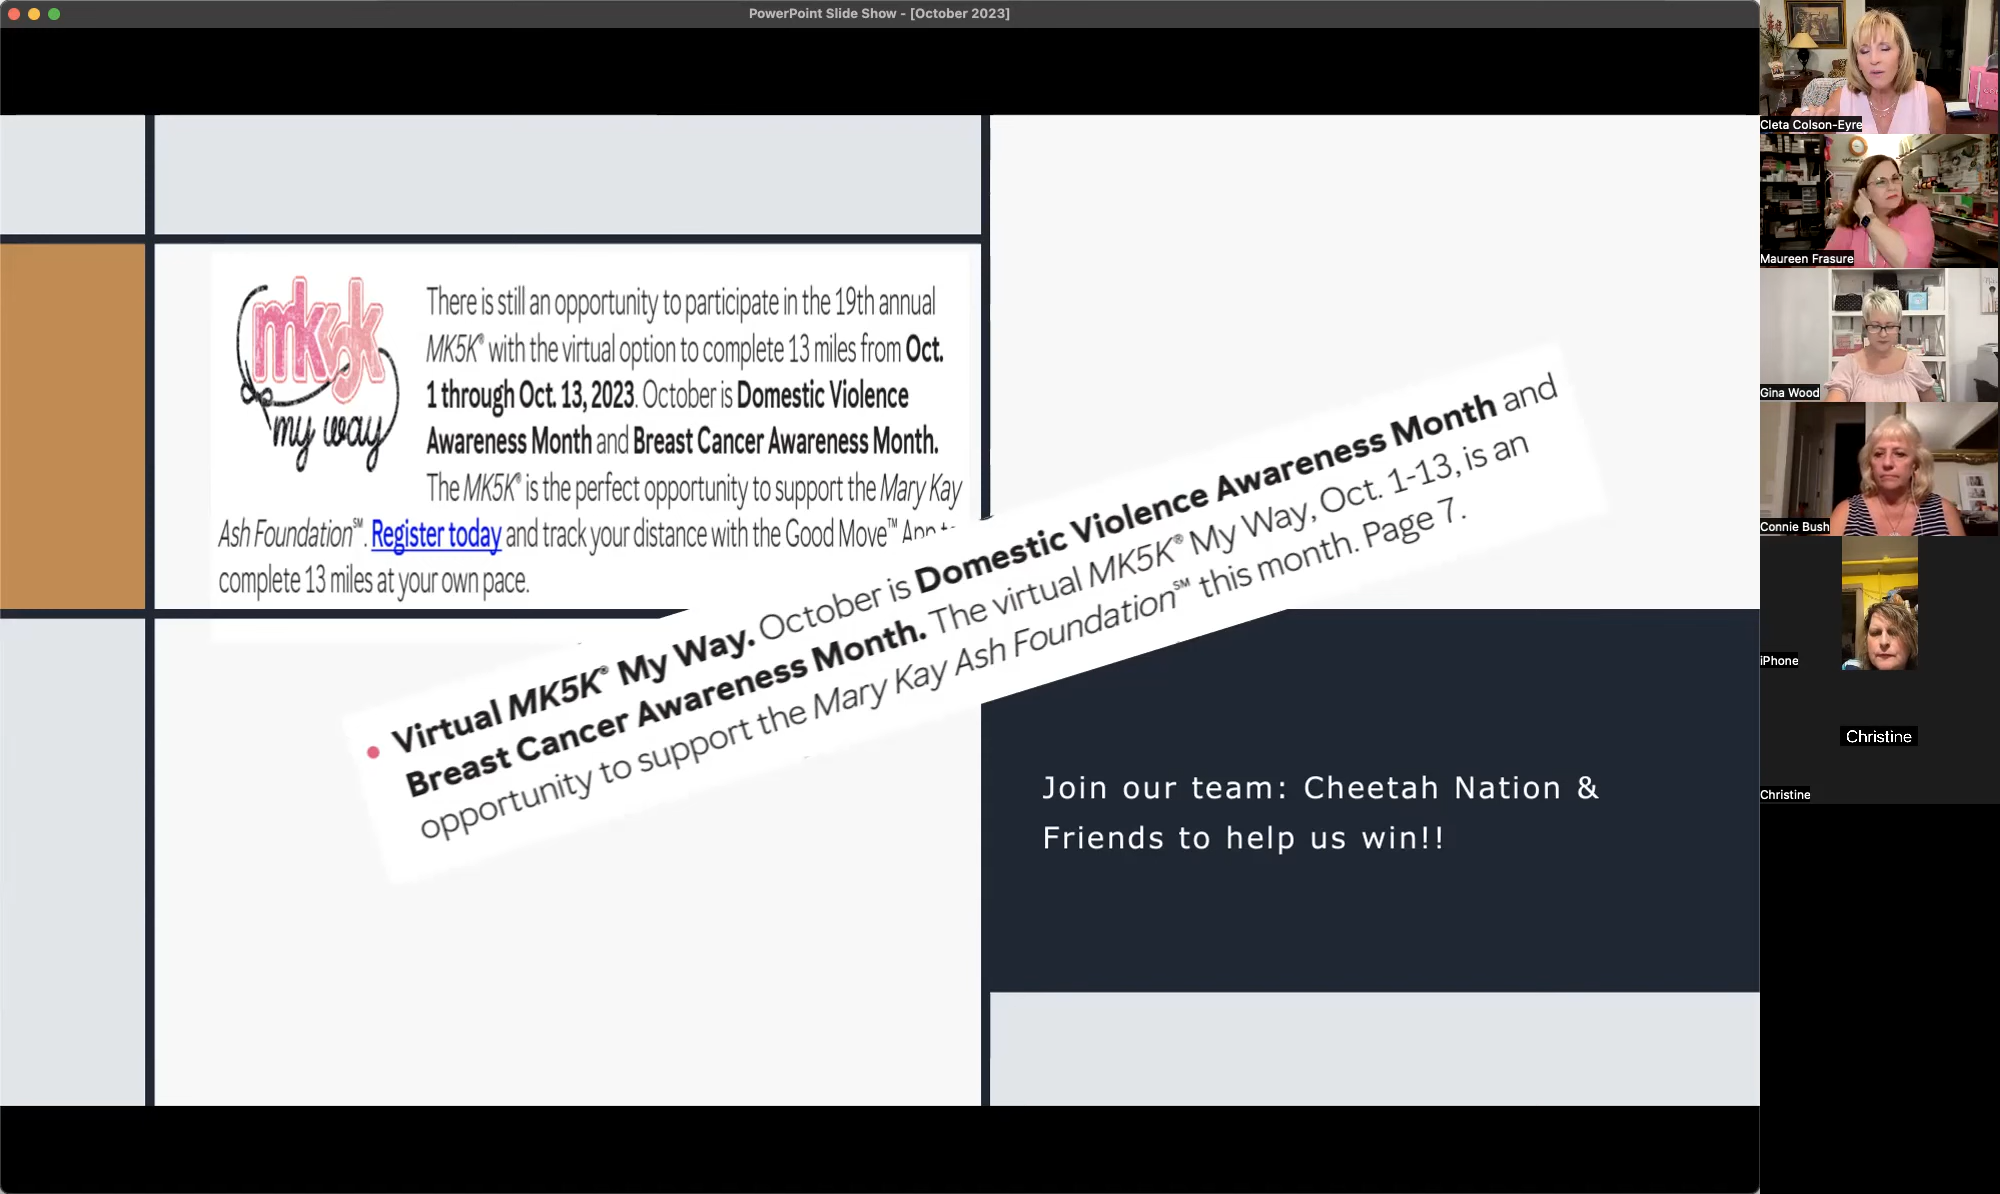 PowerPoint Slide Show - [October 2023]
mk5k
my way
There is still an opportunity to participate in the 19th annual
MK5K® with the virtual option to complete 13 miles from Oct.
1 through Oct. 13, 2023. October is Domestic Violence
Awareness Month and Breast Cancer Awareness Month.
The MK5K® is the perfect opportunity to support the Mary Kay
Ash Foundation℠. Register today and track your distance with the Good Move™ App
complete 13 miles at your own pace.
• Virtual MK5K® My Way. October is Domestic Violence Awareness Month and
Breast Cancer Awareness Month. The virtual MK5K® My Way, Oct. 1-13, is an
opportunity to support the Mary Kay Ash Foundation℠ this month. Page 7.
Join our team: Cheetah Nation &
Friends to help us win!!
Cleta Colson-Eyre
Maureen Frasure
Gina Wood
Connie Bush
iPhone
Christine
Christine